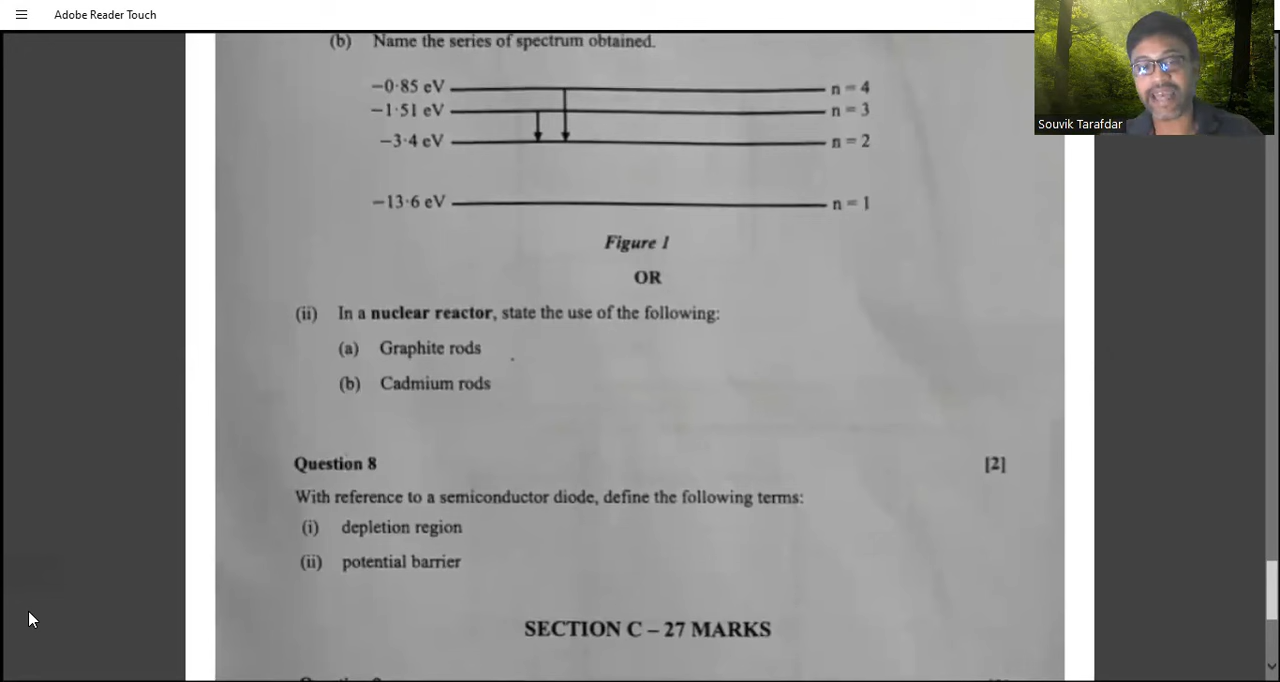 Adobe Reader Touch
(b) Name the series of spectrum obtained.
−0·85 eV n = 4
−1·51 eV n = 3
−3·4 eV n = 2
−13·6 eV n = 1
Figure 1
OR
(ii) In a nuclear reactor, state the use of the following:
(a) Graphite rods
(b) Cadmium rods
Question 8 [2]
With reference to a semiconductor diode, define the following terms:
(i) depletion region
(ii) potential barrier
SECTION C – 27 MARKS
Souvik Tarafdar